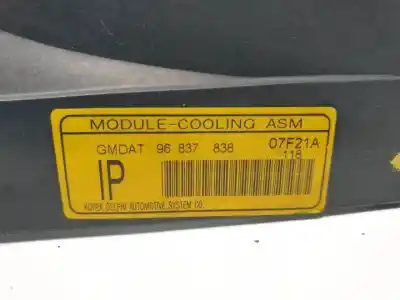 MODULE-COOLING ASM
GMDAT 96 837 838 07F21A
118
IP
KOREA DELPHI AUTOMOTIVE SYSTEM CO.